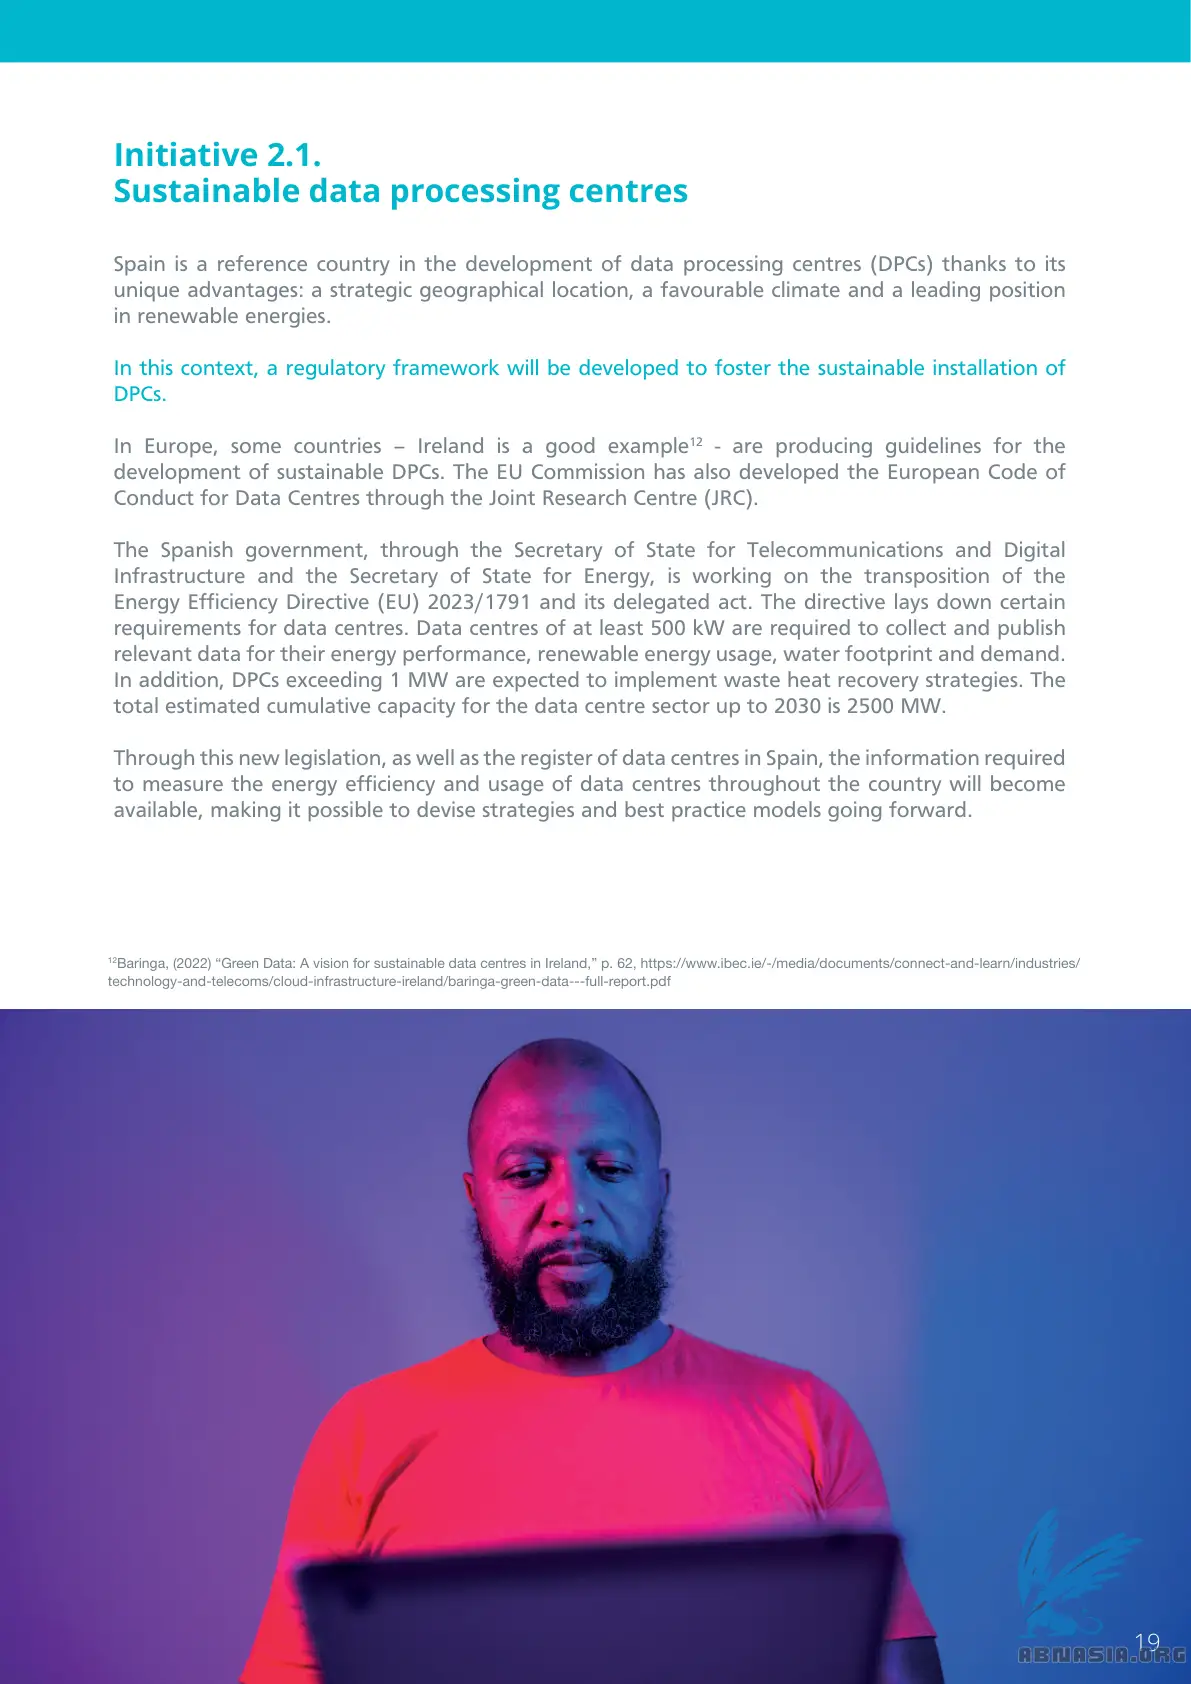 Initiative 2.1.
Sustainable data processing centres
Spain is a reference country in the development of data processing centres (DPCs) thanks to its
unique advantages: a strategic geographical location, a favourable climate and a leading position
in renewable energies.
In this context, a regulatory framework will be developed to foster the sustainable installation of
DPCs.
In Europe, some countries – Ireland is a good example¹² - are producing guidelines for the
development of sustainable DPCs. The EU Commission has also developed the European Code of
Conduct for Data Centres through the Joint Research Centre (JRC).
The Spanish government, through the Secretary of State for Telecommunications and Digital
Infrastructure and the Secretary of State for Energy, is working on the transposition of the
Energy Efficiency Directive (EU) 2023/1791 and its delegated act. The directive lays down certain
requirements for data centres. Data centres of at least 500 kW are required to collect and publish
relevant data for their energy performance, renewable energy usage, water footprint and demand.
In addition, DPCs exceeding 1 MW are expected to implement waste heat recovery strategies. The
total estimated cumulative capacity for the data centre sector up to 2030 is 2500 MW.
Through this new legislation, as well as the register of data centres in Spain, the information required
to measure the energy efficiency and usage of data centres throughout the country will become
available, making it possible to devise strategies and best practice models going forward.
¹²Baringa, (2022) “Green Data: A vision for sustainable data centres in Ireland,” p. 62, https://www.ibec.ie/-/media/documents/connect-and-learn/industries/
technology-and-telecoms/cloud-infrastructure-ireland/baringa-green-data---full-report.pdf
19
ABNASIA.ORG